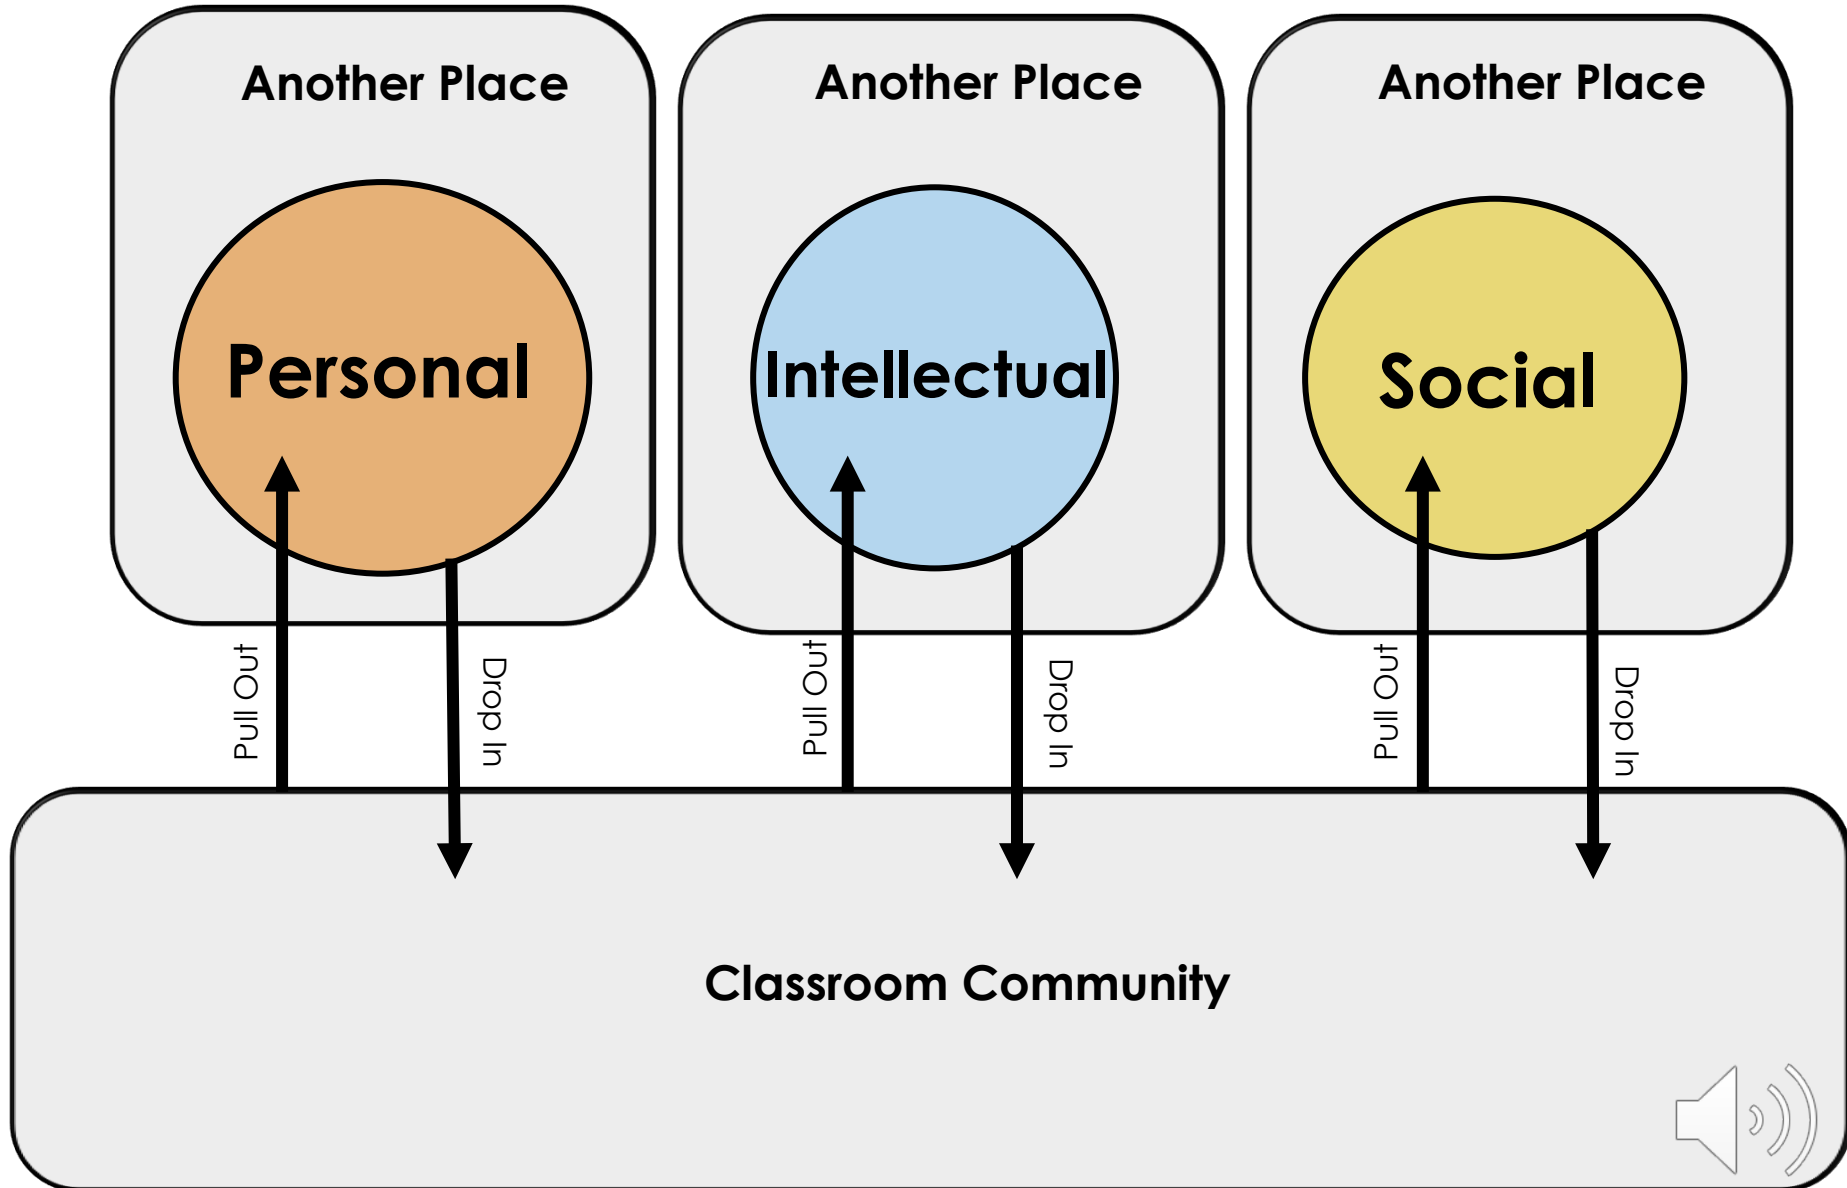 Another Place
Another Place
Another Place
Personal
Intellectual
Social
Pull Out
Drop In
Pull Out
Drop In
Pull Out
Drop In
Classroom Community